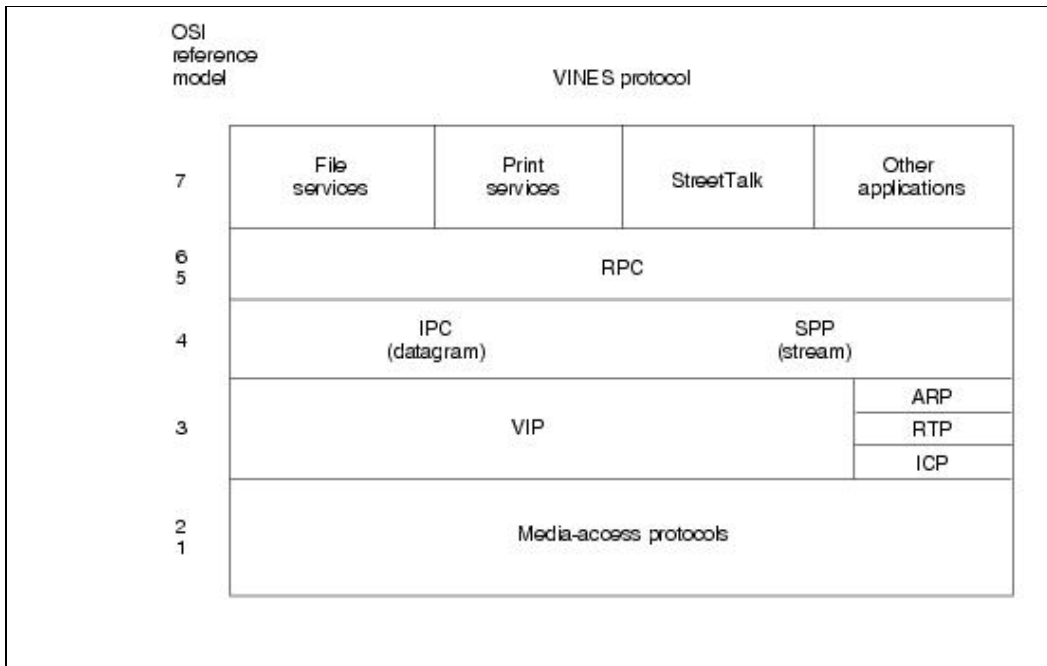 OSI
reference
model
VINES protocol
7
File
services
Print
services
StreetTalk
Other
applications
6
5
RPC
4
IPC
(datagram)
SPP
(stream)
3
VIP
ARP
RTP
ICP
2
1
Media-access protocols